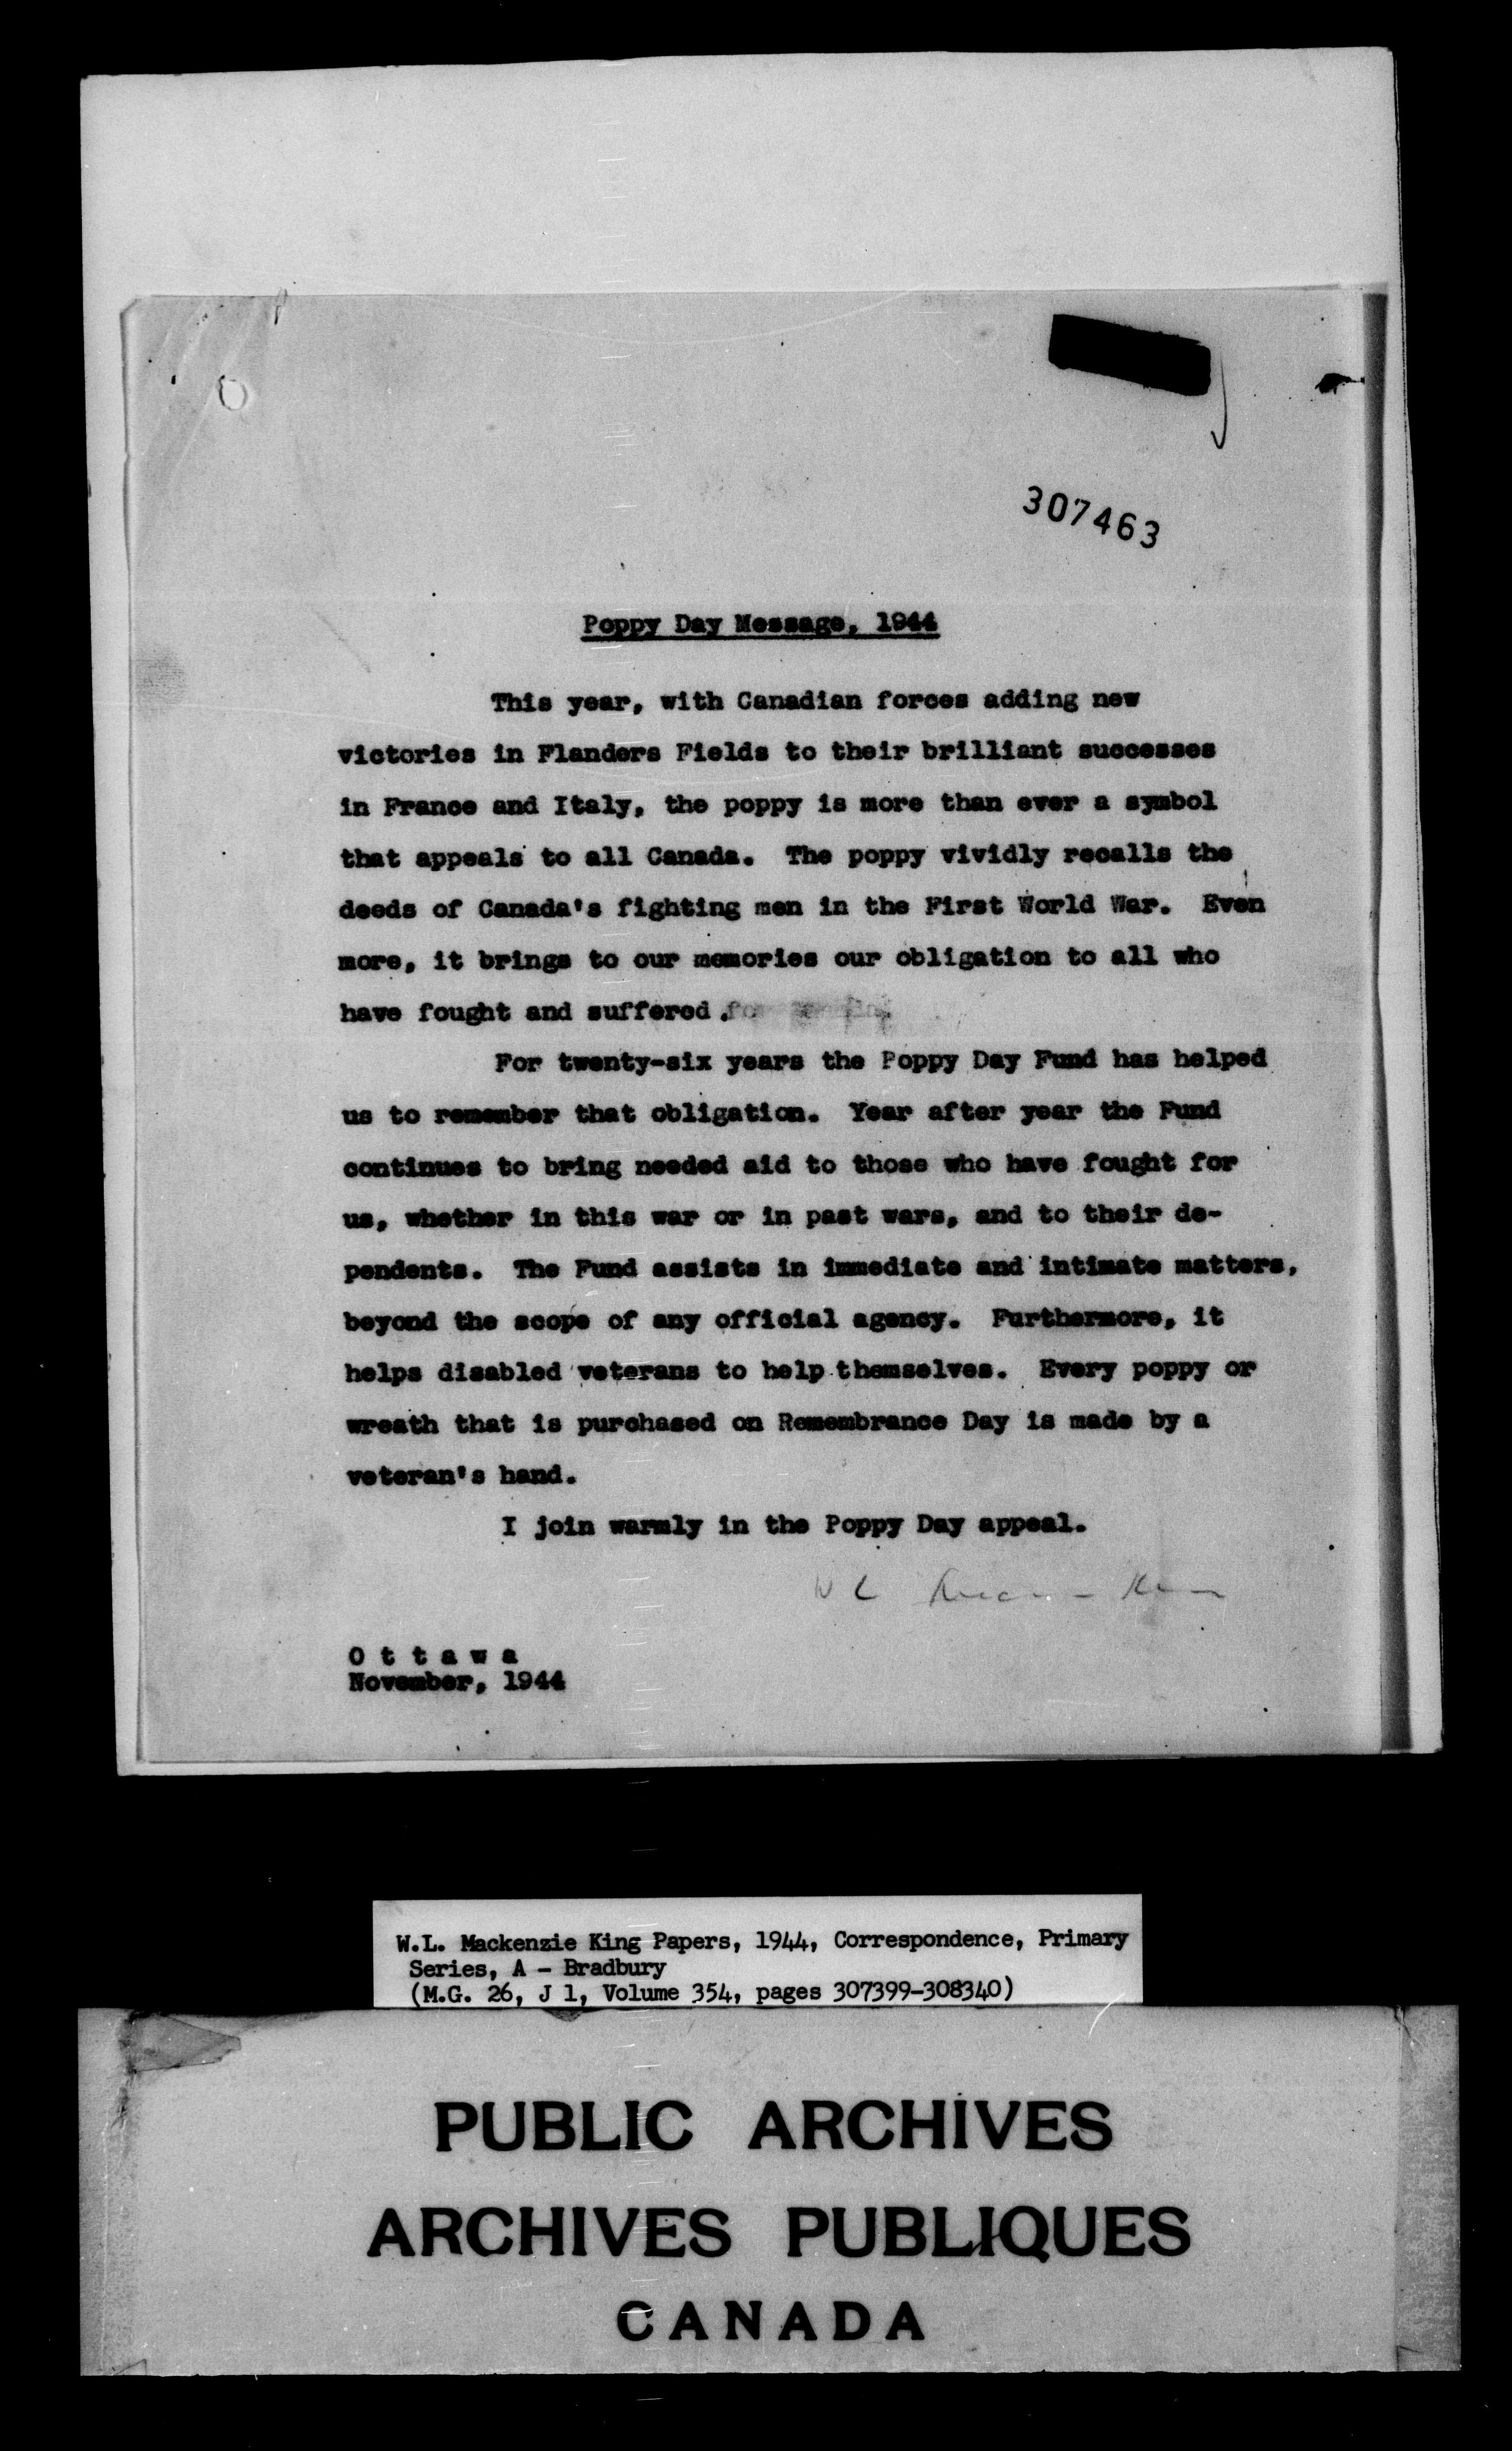 307463
Poppy Day Message, 1944
This year, with Canadian forces adding new
victories in Flanders Fields to their brilliant successes
in France and Italy, the poppy is more than ever a symbol
that appeals to all Canada. The poppy vividly recalls the
deeds of Canada's fighting men in the First World War. Even
more, it brings to our memories our obligation to all who
have fought and suffered.
For twenty-six years the Poppy Day Fund has helped
us to remember that obligation. Year after year the Fund
continues to bring needed aid to those who have fought for
us, whether in this war or in past wars, and to their de-
pendents. The Fund assists in immediate and intimate matters,
beyond the scope of any official agency. Furthermore, it
helps disabled veterans to help themselves. Every poppy or
wreath that is purchased on Remembrance Day is made by a
veteran's hand.
I join warmly in the Poppy Day appeal.
W L
O t t a w a
November, 1944
W.L. Mackenzie King Papers, 1944, Correspondence, Primary
Series, A - Bradbury
(M.G. 26, J 1, Volume 354, pages 307399-308340)
PUBLIC ARCHIVES
ARCHIVES PUBLIQUES
CANADA